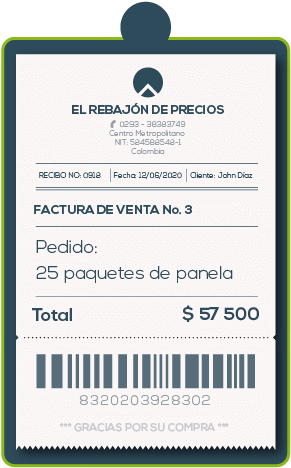 EL REBAJÓN DE PRECIOS
0293 - 38383749
Centro Metropolitano
NIT: 584588548-1
Colombia
RECIBO NO: 0918 Fecha: 12/06/2020 Cliente: John Díaz
FACTURA DE VENTA No. 3
Pedido:
25 paquetes de panela
Total $ 57 500
8320203928302
*** GRACIAS POR SU COMPRA ***